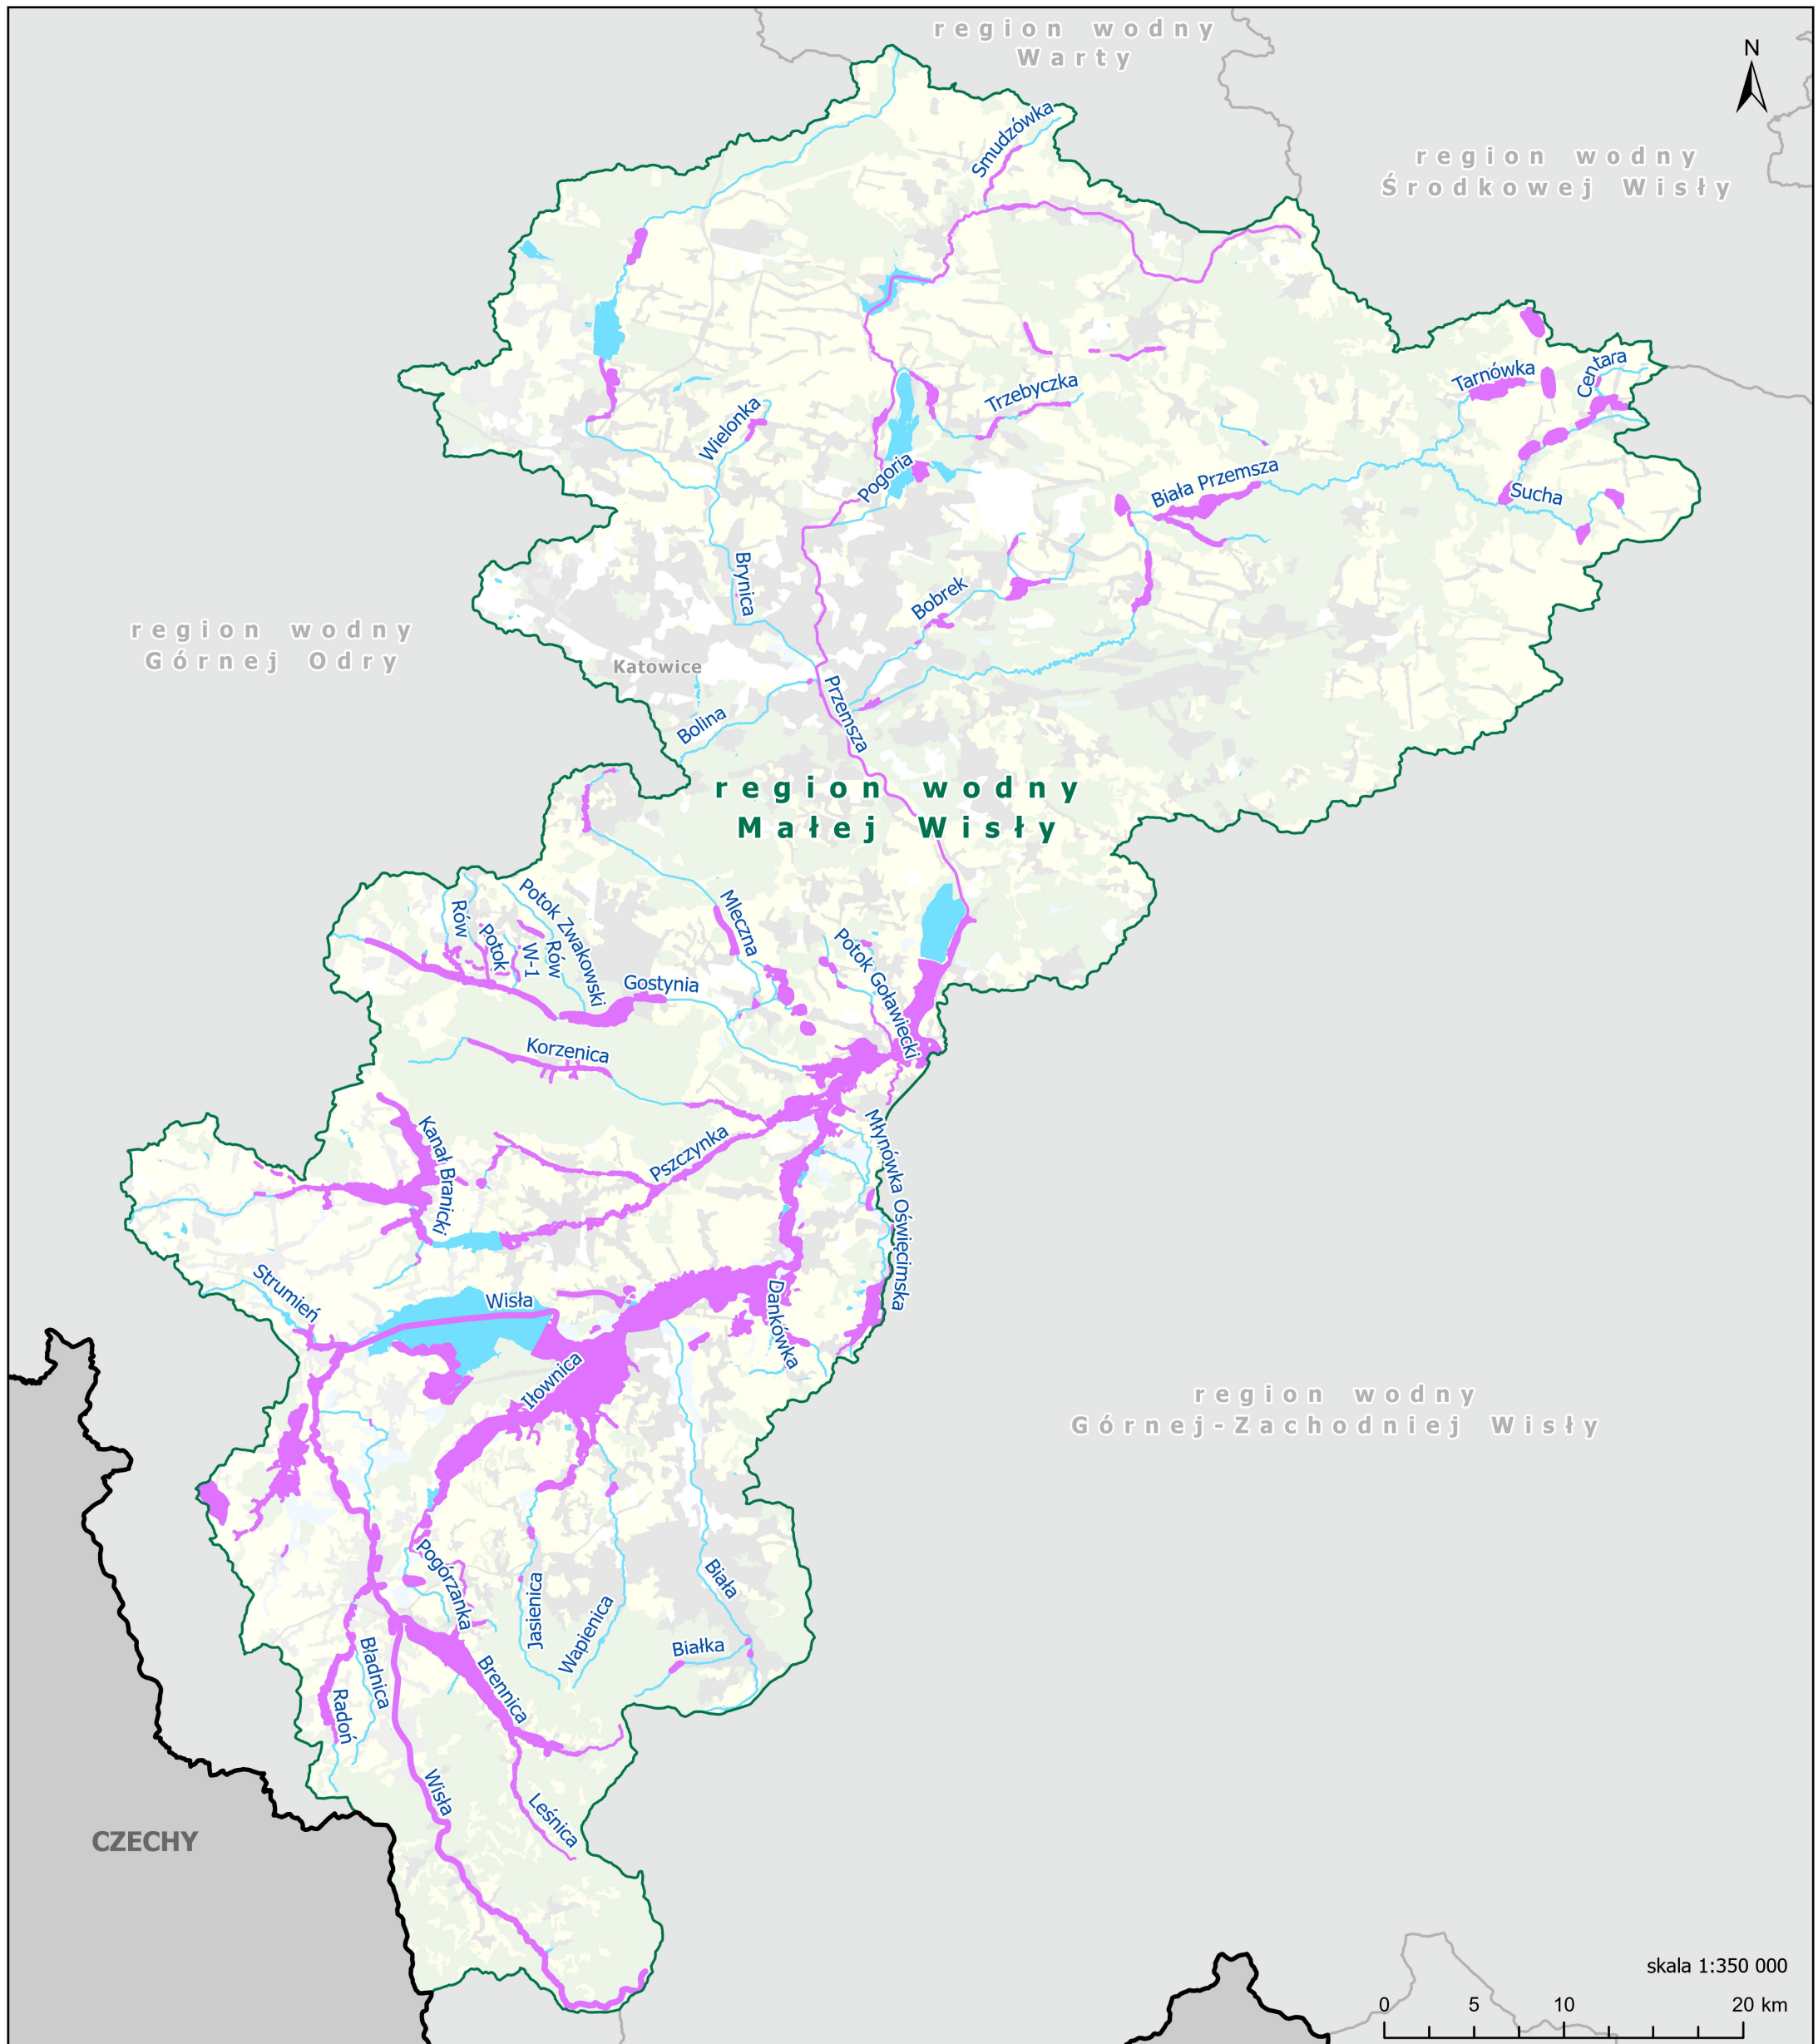 region wodny
Warty
N
Smudzówka
region wodny
Środkowej Wisły
Centara
Tarnówka
Trzebyczka
Wielonka
Pogoria
Biała Przemsza
Sucha
Brynica
Bobrek
region wodny
Górnej Odry
Katowice
Przemsza
Bolina
region wodny
Małej Wisły
Potok Zwakowski
Rów
Potok
W-1
Rów
Mleczna
Potok Goławiecki
Gostynia
Korzenica
Kanał Branicki
Pszczynka
Młynówka Oświęcimska
Strumień
Wisła
Dankówka
Iłownica
region wodny
Górnej-Zachodniej Wisły
Pogórzanka
Jasienica
Wapienica
Biała
Białka
Bładnica
Radoń
Brennica
Wisła
Leśnica
CZECHY
skala 1:350 000
0 5 10 20 km